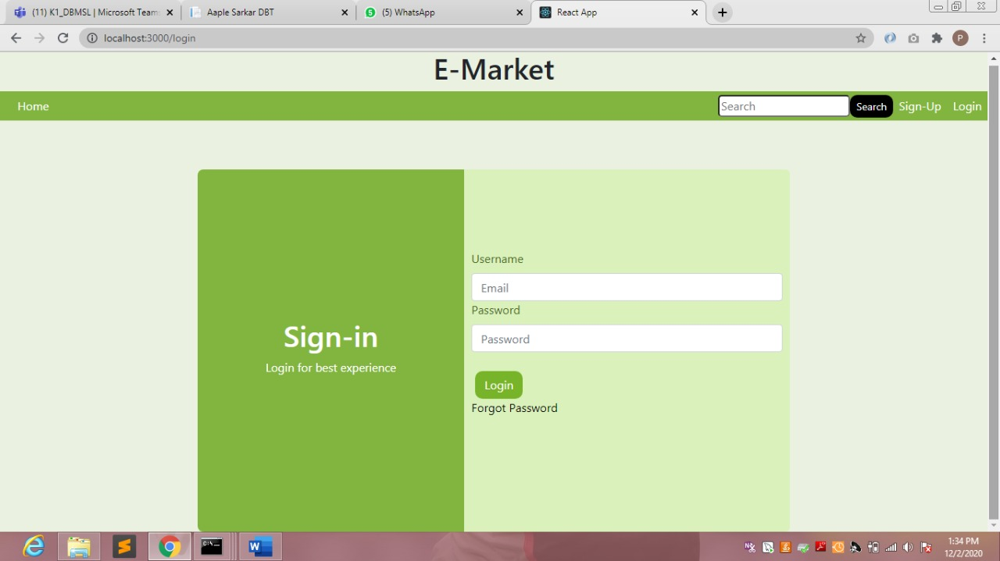 (11) K1_DBMSL | Microsoft Team
Aaple Sarkar DBT
(5) WhatsApp
React App
localhost:3000/login
P
E-Market
Home
Search
Search
Sign-Up
Login
Username
Email
Password
Password
Sign-in
Login for best experience
Login
Forgot Password
1:34 PM
12/2/2020